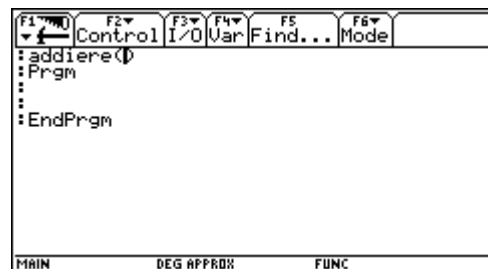 F1▼ F2▼ F3▼ F4▼ F5 F6▼
Control I/O Var Find... Mode
:addiere()
:Prgm
:
:
:EndPrgm
MAIN DEG APPROX FUNC